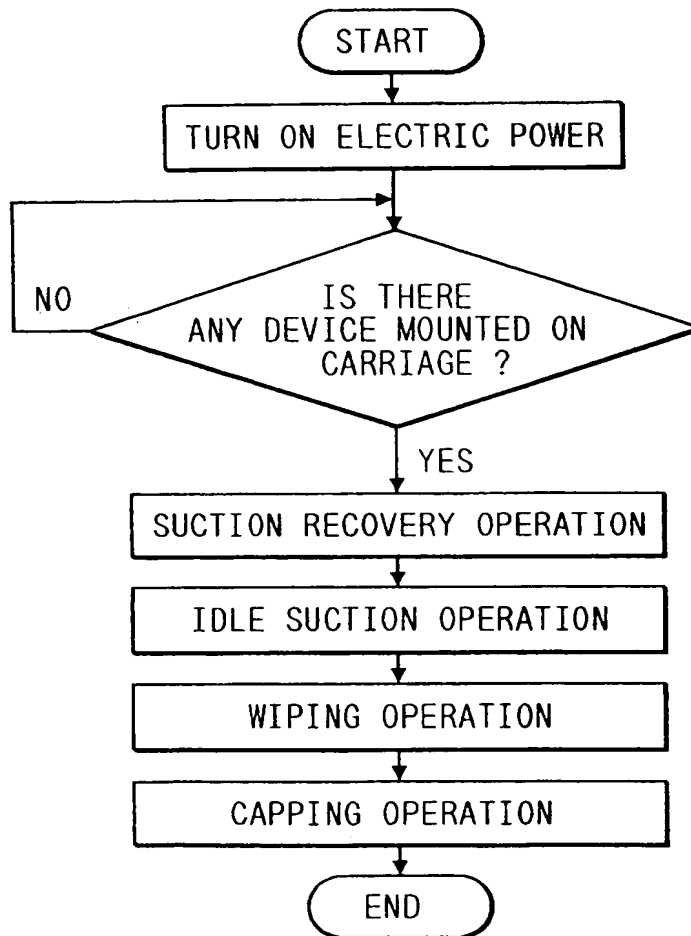 START
TURN ON ELECTRIC POWER
NO
IS THERE
ANY DEVICE MOUNTED ON
CARRIAGE ?
YES
SUCTION RECOVERY OPERATION
IDLE SUCTION OPERATION
WIPING OPERATION
CAPPING OPERATION
END